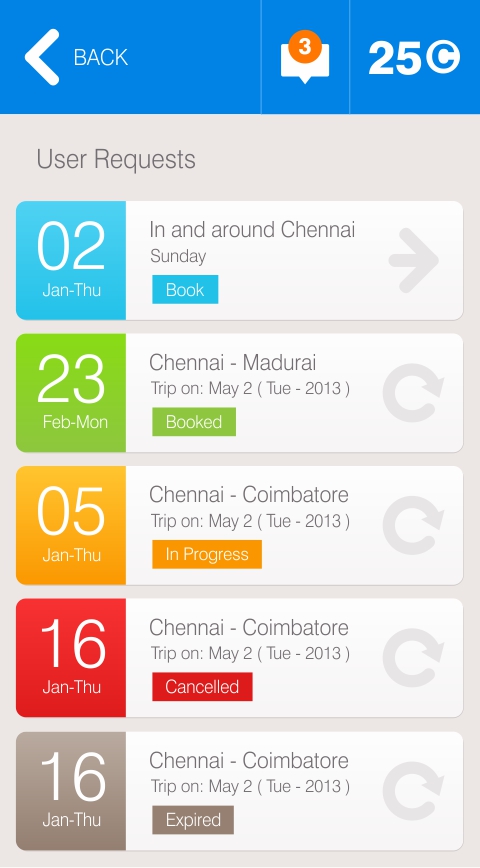 BACK
3
25©
User Requests
02
Jan-Thu
In and around Chennai
Sunday
Book
23
Feb-Mon
Chennai - Madurai
Trip on: May 2 ( Tue - 2013 )
Booked
05
Jan-Thu
Chennai - Coimbatore
Trip on: May 2 ( Tue - 2013 )
In Progress
16
Jan-Thu
Chennai - Coimbatore
Trip on: May 2 ( Tue - 2013 )
Cancelled
16
Jan-Thu
Chennai - Coimbatore
Trip on: May 2 ( Tue - 2013 )
Expired